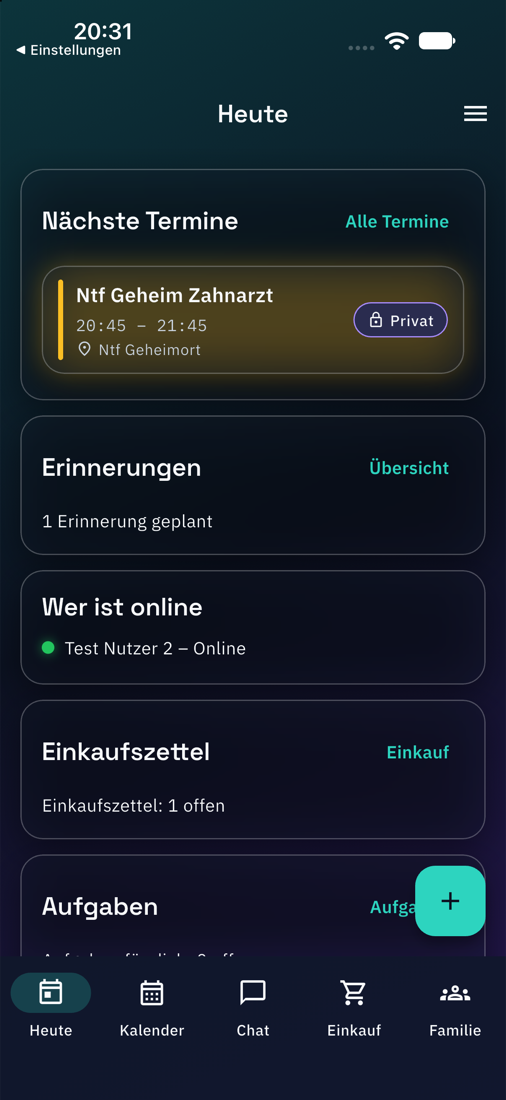 20:31
◀ Einstellungen
Heute
Nächste Termine
Alle Termine
Ntf Geheim Zahnarzt
20:45 – 21:45
Ntf Geheimort
Privat
Erinnerungen
Übersicht
1 Erinnerung geplant
Wer ist online
Test Nutzer 2 – Online
Einkaufszettel
Einkauf
Einkaufszettel: 1 offen
Aufgaben
+
Heute
Kalender
Chat
Einkauf
Familie